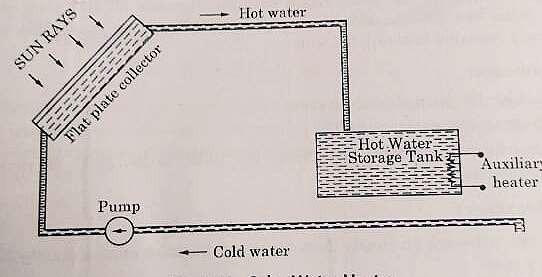 Hot water
SUN RAYS
Flat plate collector
Hot Water
Storage Tank
Auxiliary
heater
Pump
Cold water